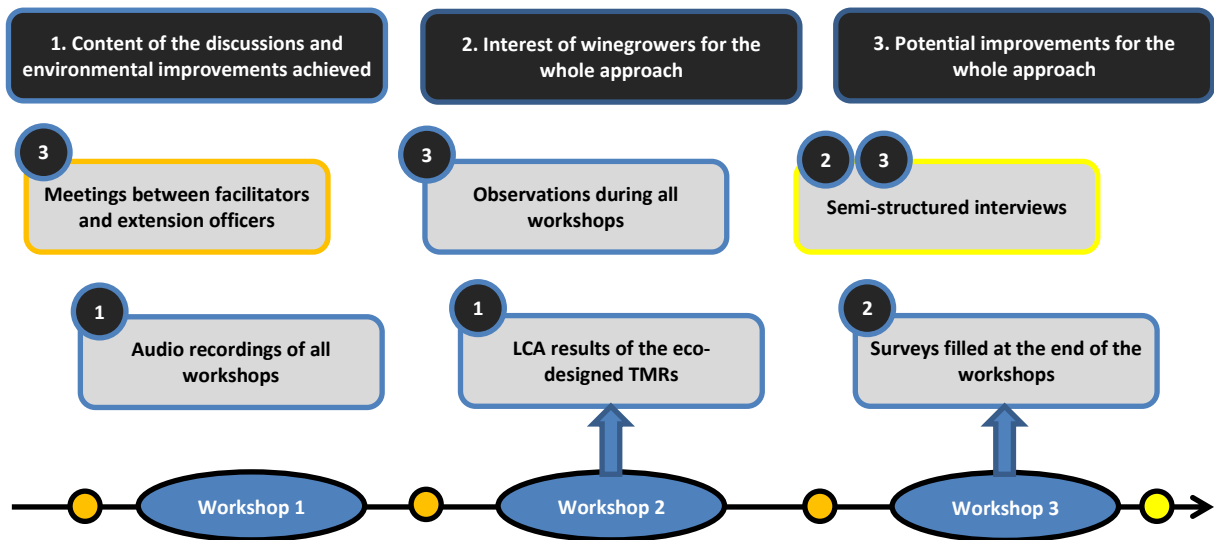 1. Content of the discussions and
environmental improvements achieved
2. Interest of winegrowers for the
whole approach
3. Potential improvements for the
whole approach
3
Meetings between facilitators
and extension officers
3
Observations during all
workshops
2
3
Semi-structured interviews
1
Audio recordings of all
workshops
1
LCA results of the eco-
designed TMRs
2
Surveys filled at the end of the
workshops
Workshop 1
Workshop 2
Workshop 3